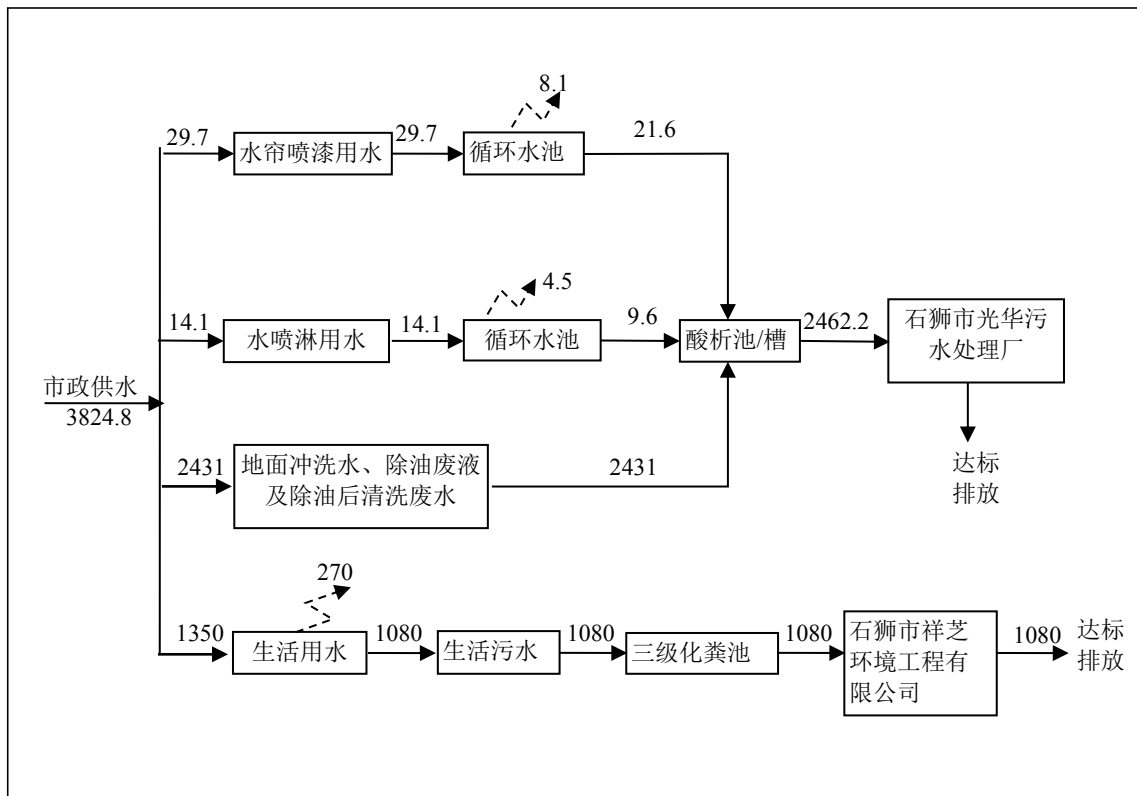 8.1
29.7
水帘喷漆用水
29.7
循环水池
21.6
4.5
14.1
水喷淋用水
14.1
循环水池
9.6
酸析池/槽
2462.2
石狮市光华污
水处理厂
市政供水
3824.8
2431
地面冲洗水、除油废液
及除油后清洗废水
2431
达标
排放
270
1350
生活用水
1080
生活污水
1080
三级化粪池
1080
石狮市祥芝
环境工程有
限公司
1080
达标
排放